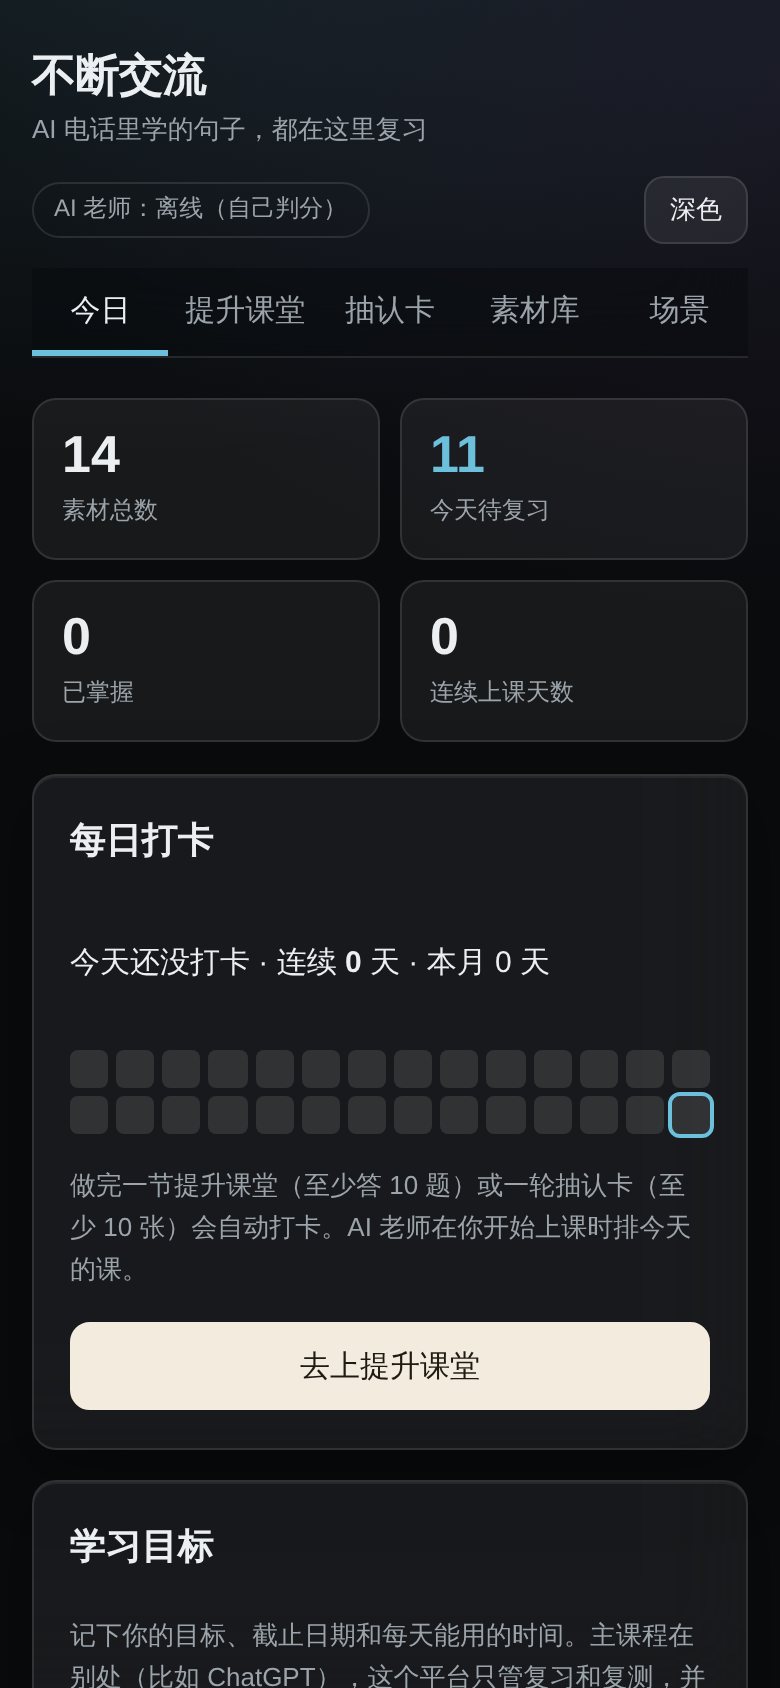 不断交流
AI 电话里学的句子，都在这里复习
AI 老师：离线（自己判分）
深色
今日
提升课堂
抽认卡
素材库
场景
14
素材总数
11
今天待复习
0
已掌握
0
连续上课天数
每日打卡
今天还没打卡 · 连续 0 天 · 本月 0 天
做完一节提升课堂（至少答 10 题）或一轮抽认卡（至
少 10 张）会自动打卡。AI 老师在你开始上课时排今天
的课。
去上提升课堂
学习目标
记下你的目标、截止日期和每天能用的时间。主课程在
别处（比如 ChatGPT），这个平台只管复习和复测，并